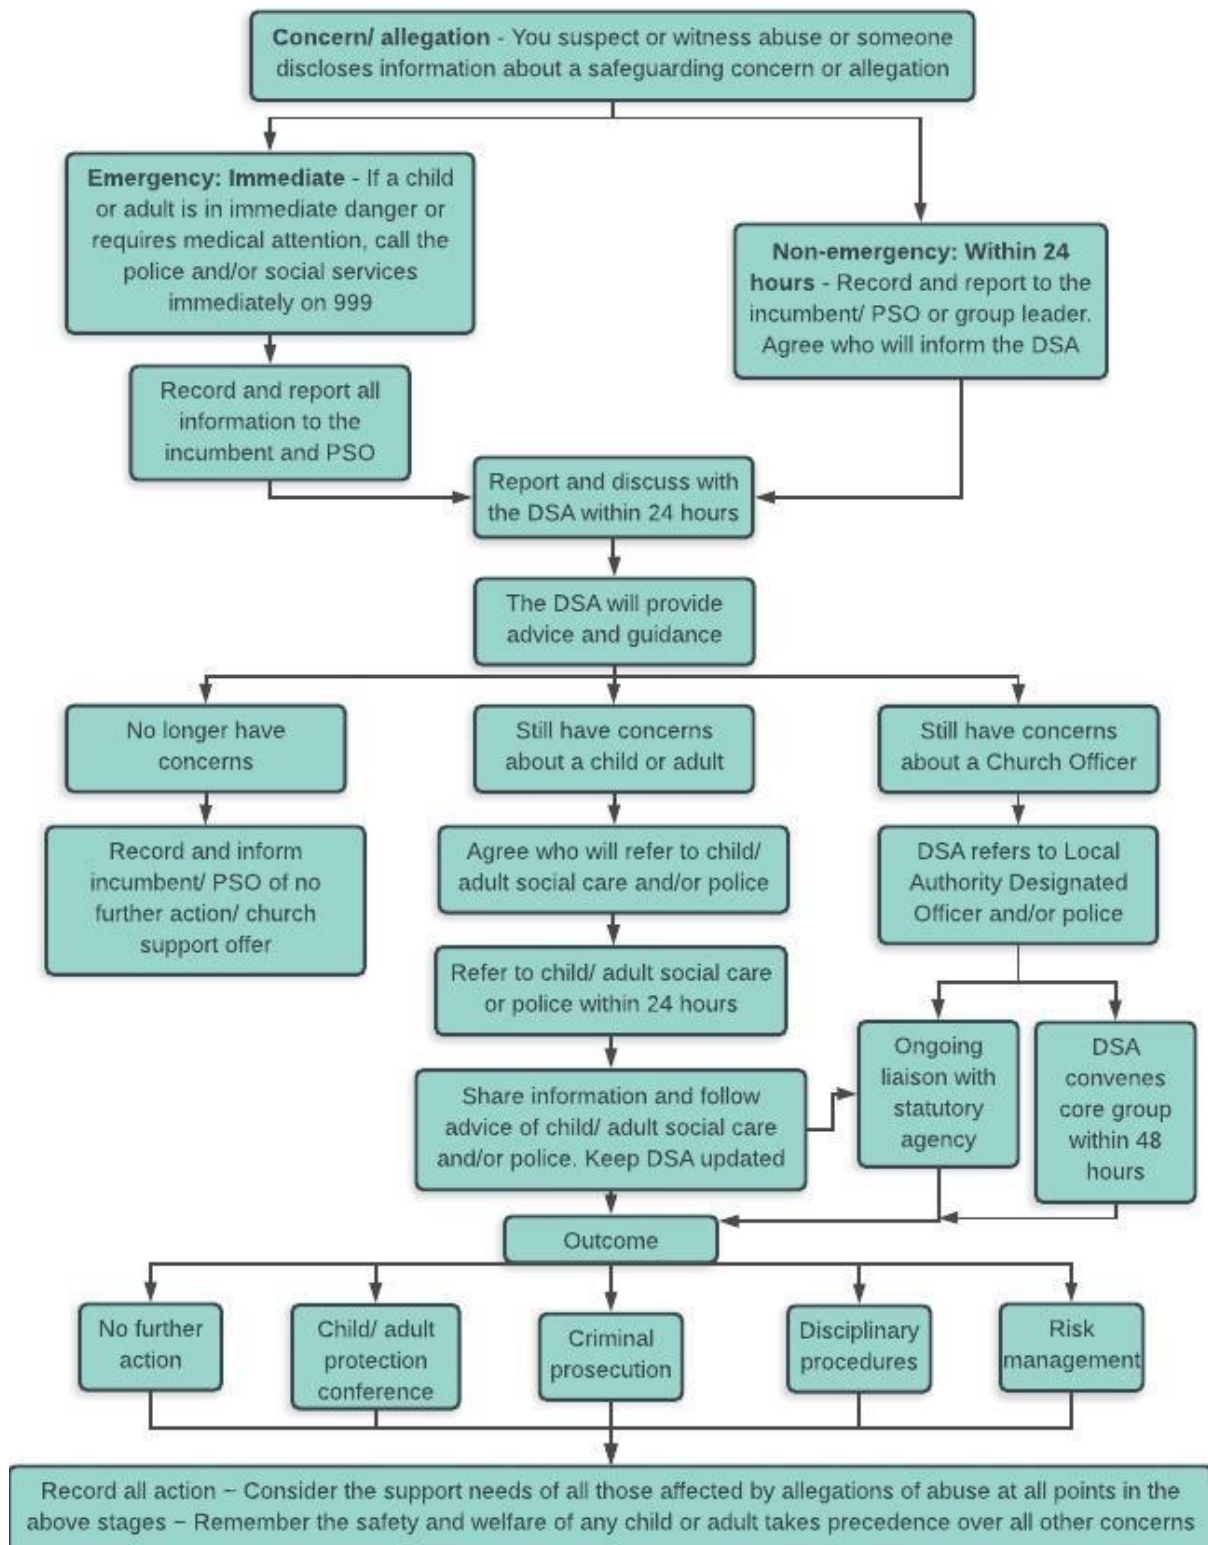 Concern/ allegation - You suspect or witness abuse or someone
discloses information about a safeguarding concern or allegation
Emergency: Immediate - If a child
or adult is in immediate danger or
requires medical attention, call the
police and/or social services
immediately on 999
Non-emergency: Within 24
hours - Record and report to the
incumbent/ PSO or group leader.
Agree who will inform the DSA
Record and report all
information to the
incumbent and PSO
Report and discuss with
the DSA within 24 hours
The DSA will provide
advice and guidance
No longer have
concerns
Still have concerns
about a child or adult
Still have concerns
about a Church Officer
Record and inform
incumbent/ PSO of no
further action/ church
support offer
Agree who will refer to child/
adult social care and/or police
DSA refers to Local
Authority Designated
Officer and/or police
Refer to child/ adult social care
or police within 24 hours
Share information and follow
advice of child/ adult social care
and/or police. Keep DSA updated
Ongoing
liaison with
statutory
agency
DSA
convenes
core group
within 48
hours
Outcome
No further
action
Child/ adult
protection
conference
Criminal
prosecution
Disciplinary
procedures
Risk
management
Record all action – Consider the support needs of all those affected by allegations of abuse at all points in the
above stages – Remember the safety and welfare of any child or adult takes precedence over all other concerns